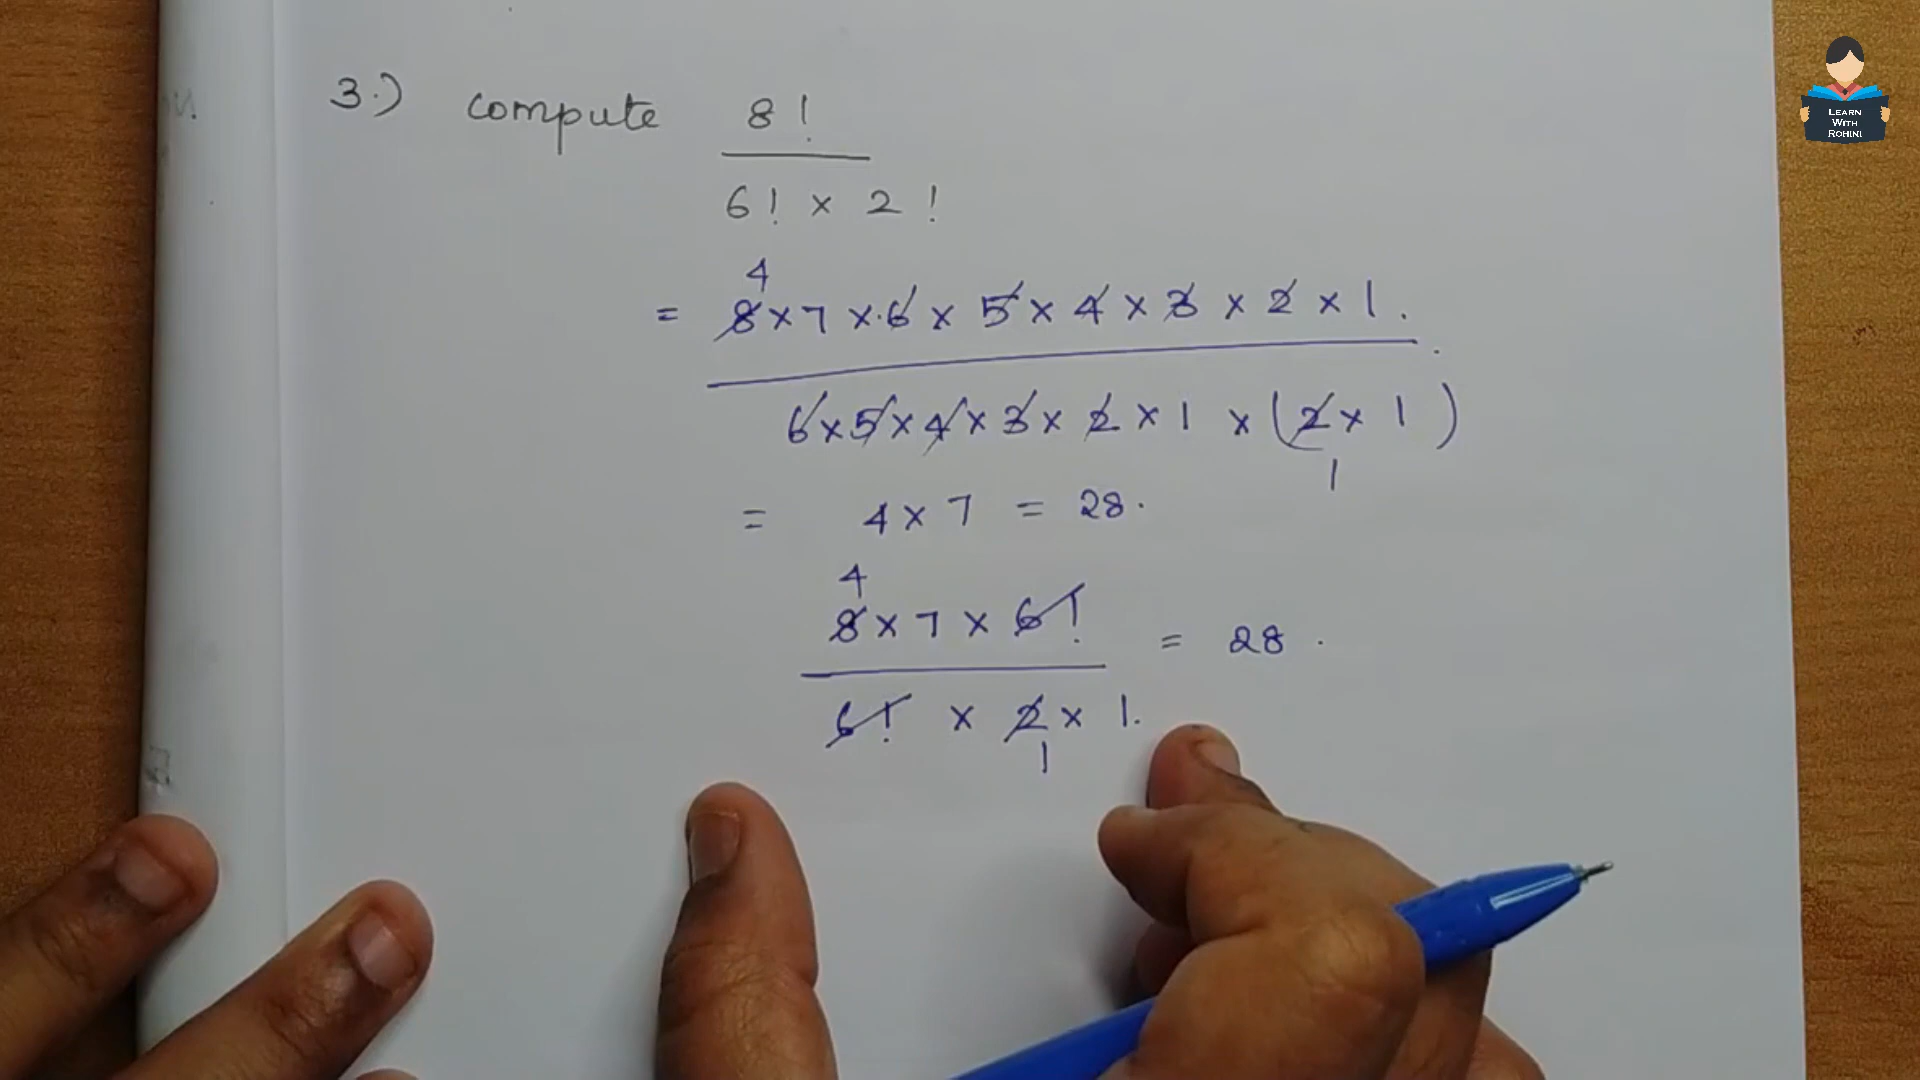 LEARN
WITH
ROHINI
3.) compute 8!
6! × 2!
4
= 8×7×6×5×4×3×2×1.
6×5×4×3×2×1 × (2×1)
1
= 4×7 = 28.
4
8×7×6! = 28.
6! × 2×1.
1